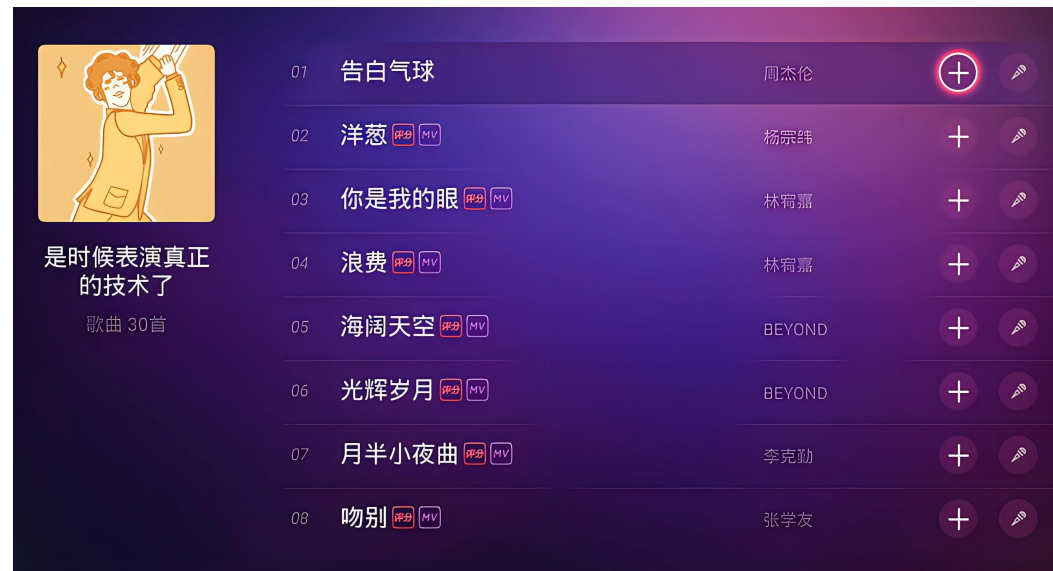 是时候表演真正
的技术了
歌曲 30首
01 告白气球 周杰伦
02 洋葱 评分 MV 杨宗纬
03 你是我的眼 评分 MV 林宥嘉
04 浪费 评分 MV 林宥嘉
05 海阔天空 评分 MV BEYOND
06 光辉岁月 评分 MV BEYOND
07 月半小夜曲 评分 MV 李克勤
08 吻别 评分 MV 张学友